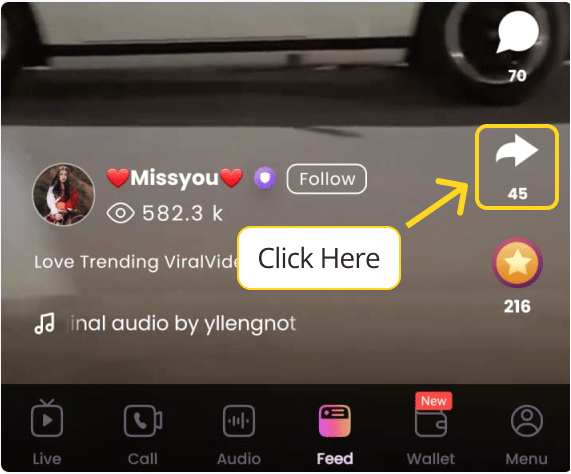 70
45
❤️Missyou❤️ Follow
582.3 k
Click Here
Love Trending ViralVide
216
inal audio by yllengnot
New
Live Call Audio Feed Wallet Menu